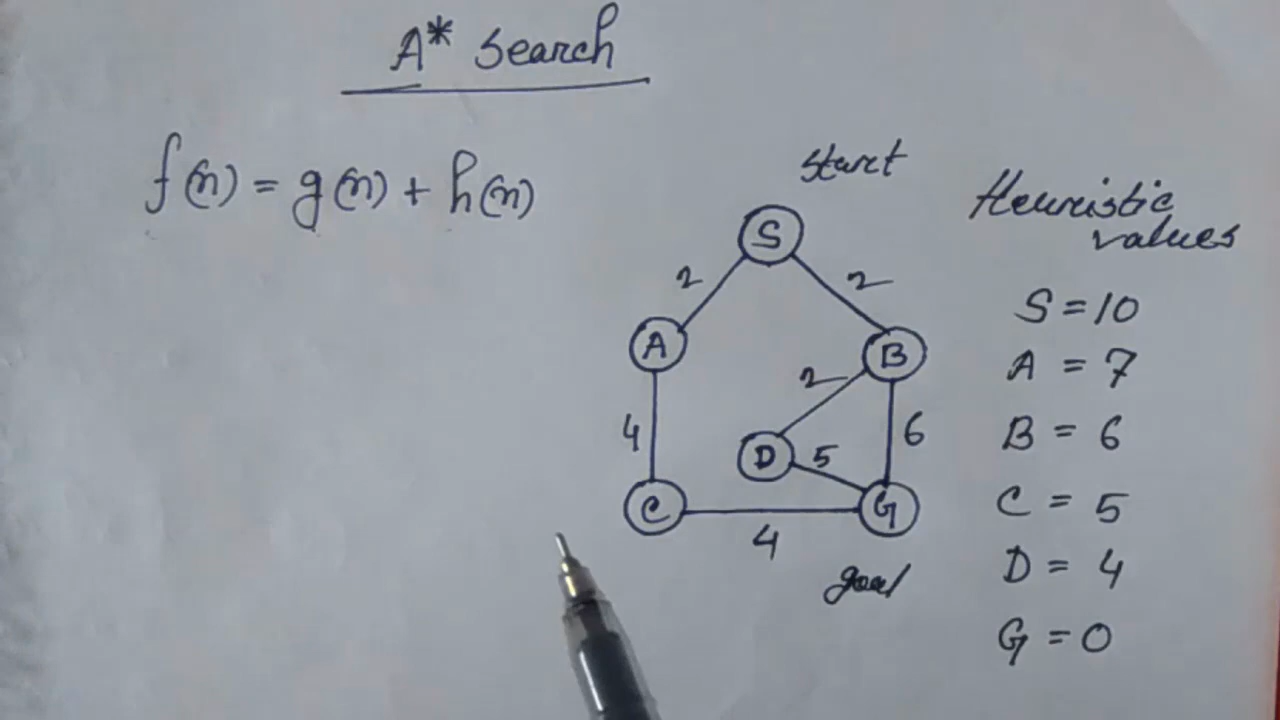 A* Search
f(n) = g(n) + h(n)
Start
Heuristic
values
S
2
2
A
B
2
4
6
D
5
C
G
4
goal
S = 10
A = 7
B = 6
C = 5
D = 4
G = 0